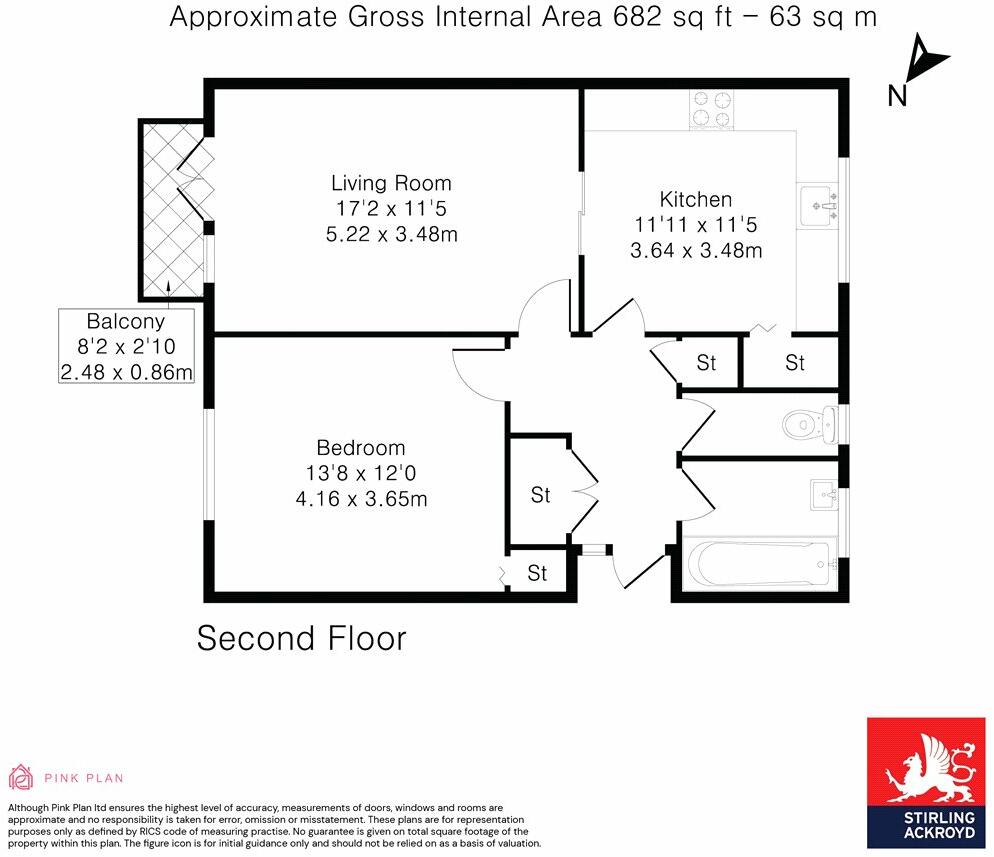 Approximate Gross Internal Area 682 sq ft – 63 sq m
N
Living Room
17'2 x 11'5
5.22 x 3.48m
Kitchen
11'11 x 11'5
3.64 x 3.48m
Balcony
8'2 x 2'10
2.48 x 0.86m
St
St
Bedroom
13'8 x 12'0
4.16 x 3.65m
St
St
Second Floor
PINK PLAN
Although Pink Plan ltd ensures the highest level of accuracy, measurements of doors, windows and rooms are
approximate and no responsibility is taken for error, omission or misstatement. These plans are for representation
purposes only as defined by RICS code of measuring practise. No guarantee is given on total square footage of the
property within this plan. The figure icon is for initial guidance only and should not be relied on as a basis of valuation.
STIRLING
ACKROYD